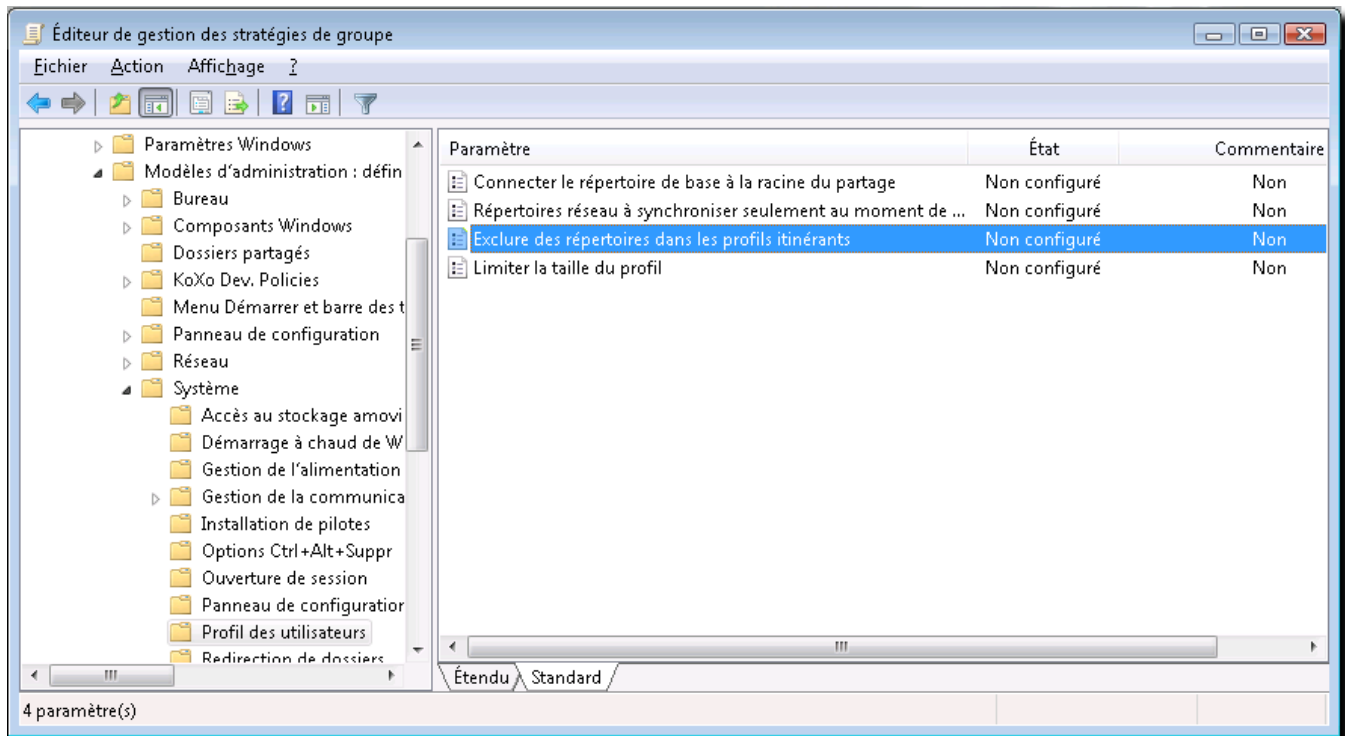 Éditeur de gestion des stratégies de groupe
Fichier Action Affichage ?
Paramètres Windows
Modèles d'administration : défin
Bureau
Composants Windows
Dossiers partagés
KoXo Dev. Policies
Menu Démarrer et barre des t
Panneau de configuration
Réseau
Système
Accès au stockage amovi
Démarrage à chaud de W
Gestion de l'alimentation
Gestion de la communica
Installation de pilotes
Options Ctrl+Alt+Suppr
Ouverture de session
Panneau de configuration
Profil des utilisateurs
Redirection de dossiers
Paramètre État Commentaire
Connecter le répertoire de base à la racine du partage Non configuré Non
Répertoires réseau à synchroniser seulement au moment de ... Non configuré Non
Exclure des répertoires dans les profils itinérants Non configuré Non
Limiter la taille du profil Non configuré Non
Étendu Standard
4 paramètre(s)